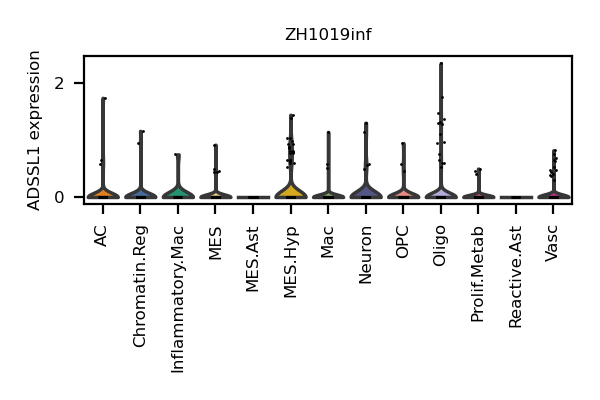 ZH1019inf
ADSSL1 expression
2
0
AC
Chromatin.Reg
Inflammatory.Mac
MES
MES.Ast
MES.Hyp
Mac
Neuron
OPC
Oligo
Prolif.Metab
Reactive.Ast
Vasc